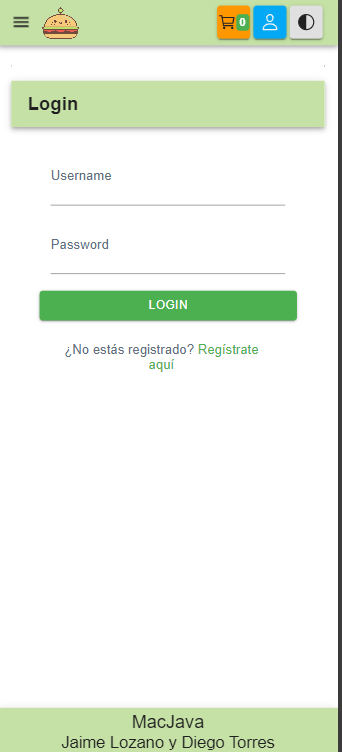 0
Login
Username
Password
LOGIN
¿No estás registrado? Regístrate
aquí
MacJava
Jaime Lozano y Diego Torres